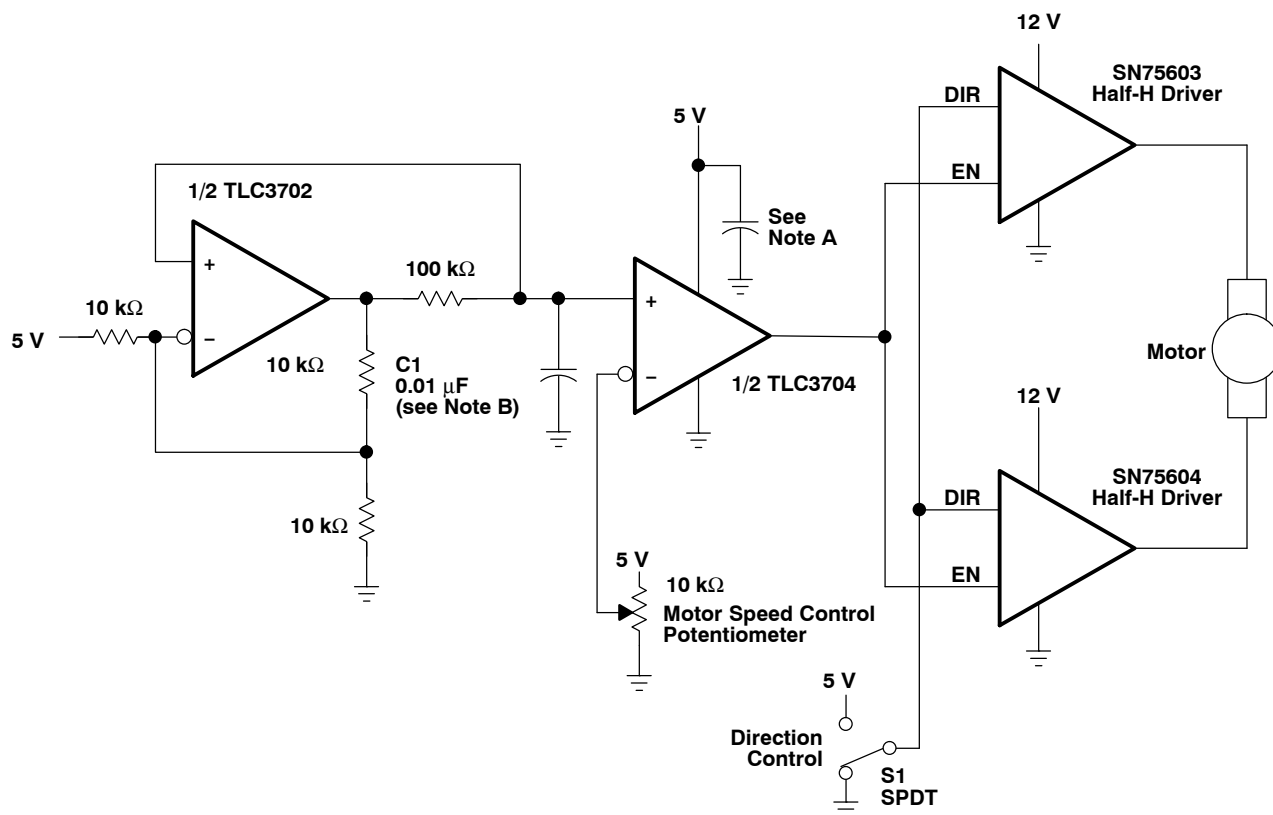 12 V
SN75603
Half-H Driver
DIR
5 V
EN
1/2 TLC3702
See
Note A
+
100 kΩ
10 kΩ
+
5 V
−
10 kΩ
C1
0.01 μF
(see Note B)
−
1/2 TLC3704
Motor
12 V
SN75604
Half-H Driver
DIR
10 kΩ
5 V
EN
10 kΩ
Motor Speed Control
Potentiometer
5 V
Direction
Control
S1
SPDT